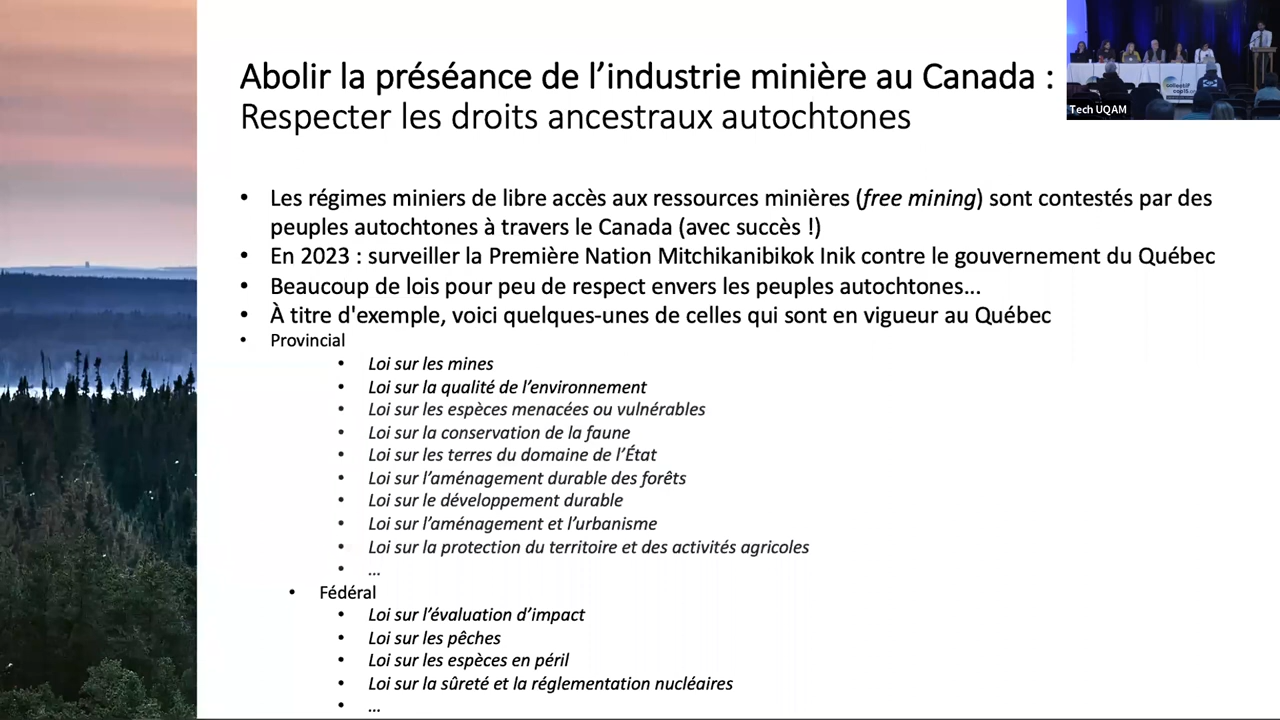 Abolir la préséance de l’industrie minière au Canada :
Respecter les droits ancestraux autochtones
Tech UQAM
collectif
cop15.org
• Les régimes miniers de libre accès aux ressources minières (free mining) sont contestés par des
peuples autochtones à travers le Canada (avec succès !)
• En 2023 : surveiller la Première Nation Mitchikanibikok Inik contre le gouvernement du Québec
• Beaucoup de lois pour peu de respect envers les peuples autochtones...
• À titre d'exemple, voici quelques-unes de celles qui sont en vigueur au Québec
• Provincial
• Loi sur les mines
• Loi sur la qualité de l’environnement
• Loi sur les espèces menacées ou vulnérables
• Loi sur la conservation de la faune
• Loi sur les terres du domaine de l’État
• Loi sur l’aménagement durable des forêts
• Loi sur le développement durable
• Loi sur l’aménagement et l’urbanisme
• Loi sur la protection du territoire et des activités agricoles
• ...
• Fédéral
• Loi sur l’évaluation d’impact
• Loi sur les pêches
• Loi sur les espèces en péril
• Loi sur la sûreté et la réglementation nucléaires
• ...